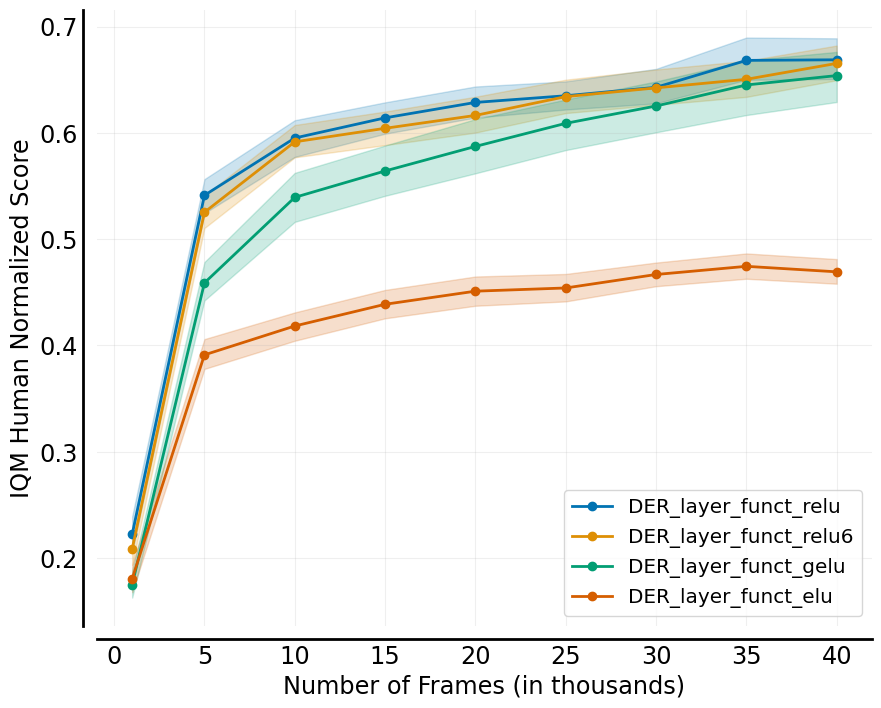 0.7
0.6
0.5
0.4
0.3
0.2
IQM Human Normalized Score
DER_layer_funct_relu
DER_layer_funct_relu6
DER_layer_funct_gelu
DER_layer_funct_elu
0 5 10 15 20 25 30 35 40
Number of Frames (in thousands)